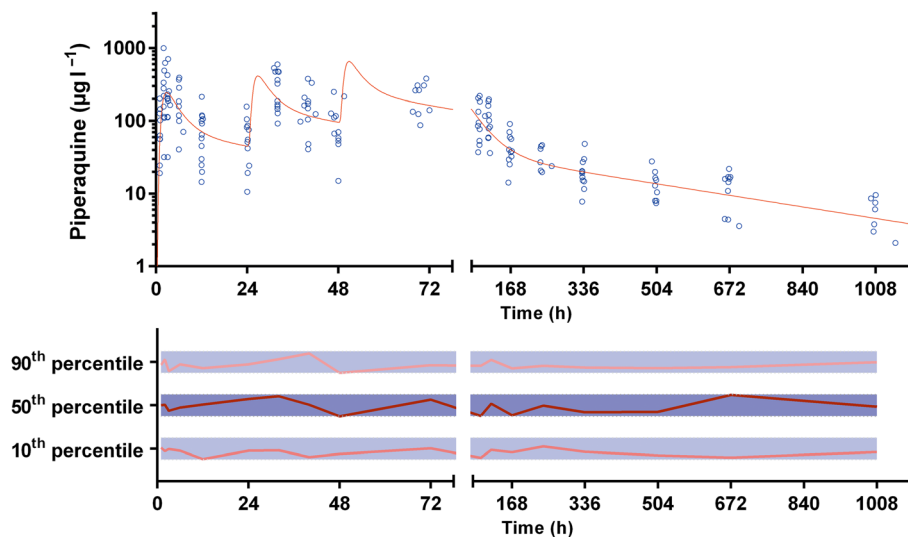 Piperaquine (µg l⁻¹)
1000
100
10
1
0 24 48 72 168 336 504 672 840 1008
Time (h)
90th percentile
50th percentile
10th percentile
0 24 48 72 168 336 504 672 840 1008
Time (h)